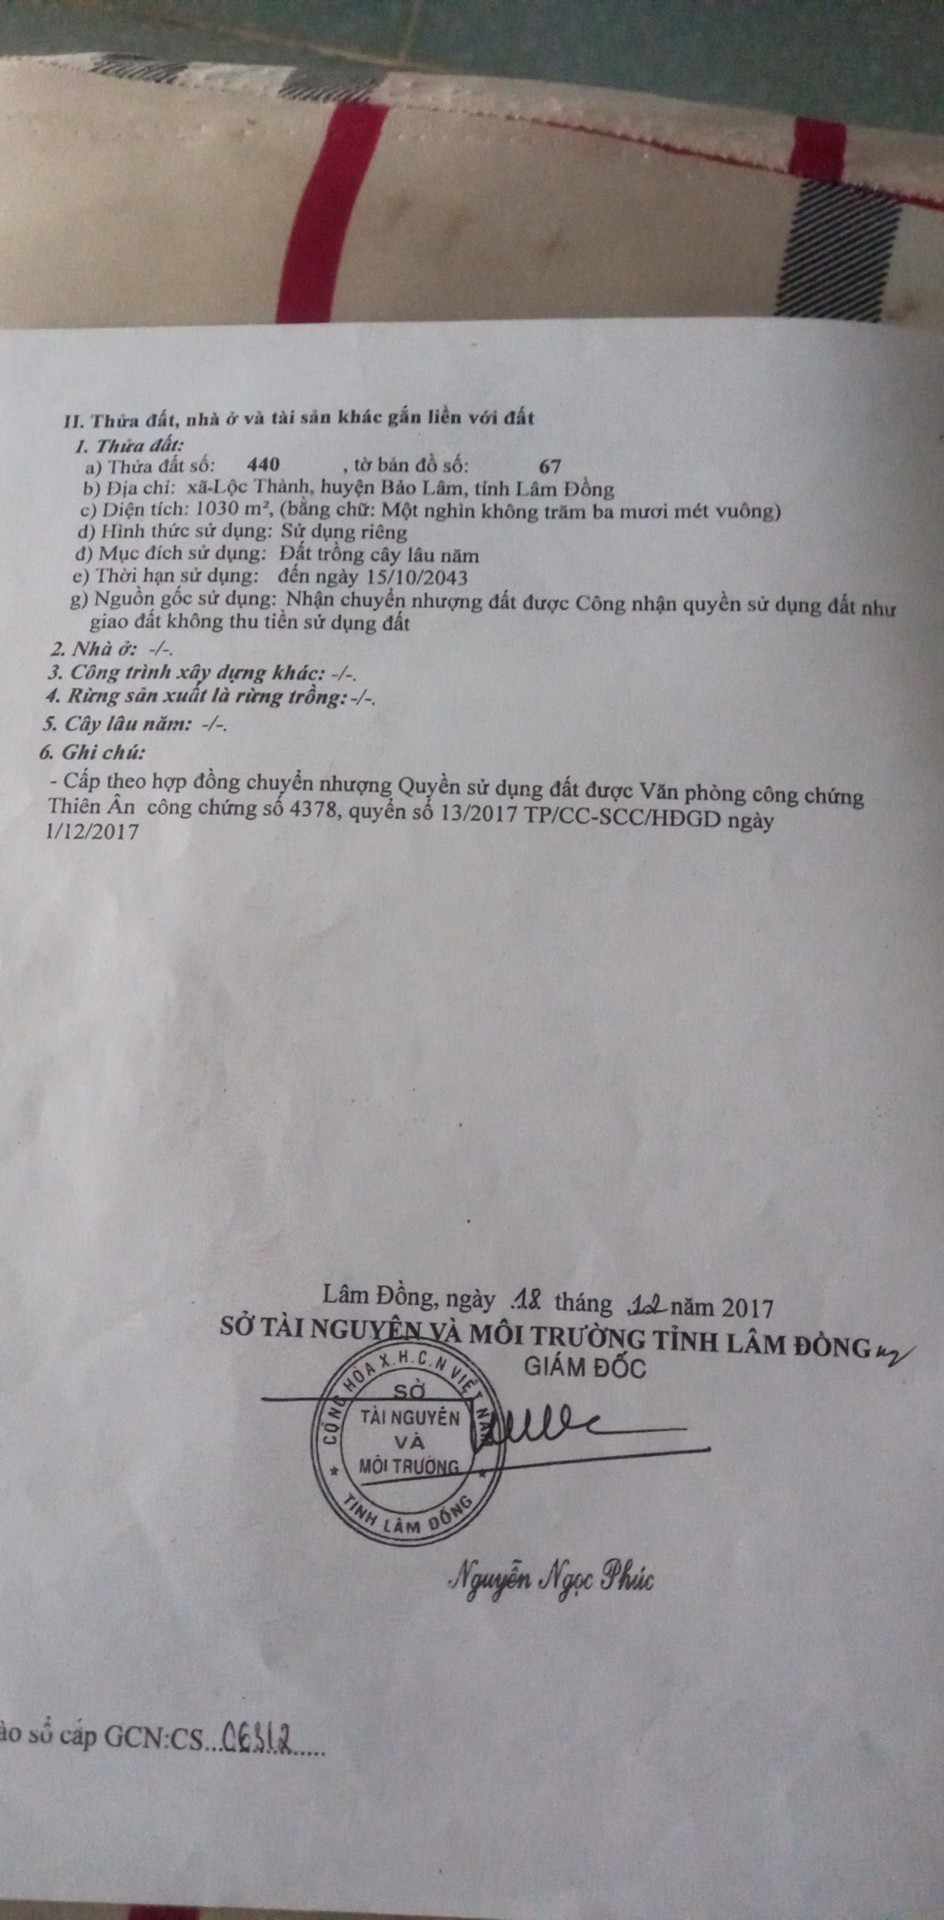 II. Thửa đất, nhà ở và tài sản khác gắn liền với đất
1. Thửa đất:
a) Thửa đất số: 440 , tờ bản đồ số: 67
b) Địa chỉ: xã-Lộc Thành, huyện Bảo Lâm, tỉnh Lâm Đồng
c) Diện tích: 1030 m², (bằng chữ: Một nghìn không trăm ba mươi mét vuông)
d) Hình thức sử dụng: Sử dụng riêng
đ) Mục đích sử dụng: Đất trồng cây lâu năm
e) Thời hạn sử dụng: đến ngày 15/10/2043
g) Nguồn gốc sử dụng: Nhận chuyển nhượng đất được Công nhận quyền sử dụng đất như
giao đất không thu tiền sử dụng đất
2. Nhà ở: -/-.
3. Công trình xây dựng khác: -/-.
4. Rừng sản xuất là rừng trồng: -/-.
5. Cây lâu năm: -/-.
6. Ghi chú:
- Cấp theo hợp đồng chuyển nhượng Quyền sử dụng đất được Văn phòng công chứng
Thiên Ân công chứng số 4378, quyển số 13/2017 TP/CC-SCC/HĐGD ngày
1/12/2017
Lâm Đồng, ngày 18 tháng 12 năm 2017
SỞ TÀI NGUYÊN VÀ MÔI TRƯỜNG TỈNH LÂM ĐỒNG
GIÁM ĐỐC
CỘNG HÒA X.H.C.N VIỆT NAM
SỞ
TÀI NGUYÊN
VÀ
MÔI TRƯỜNG
TỈNH LÂM ĐỒNG
Nguyễn Ngọc Phúc
ào sổ cấp GCN:CS...06312......